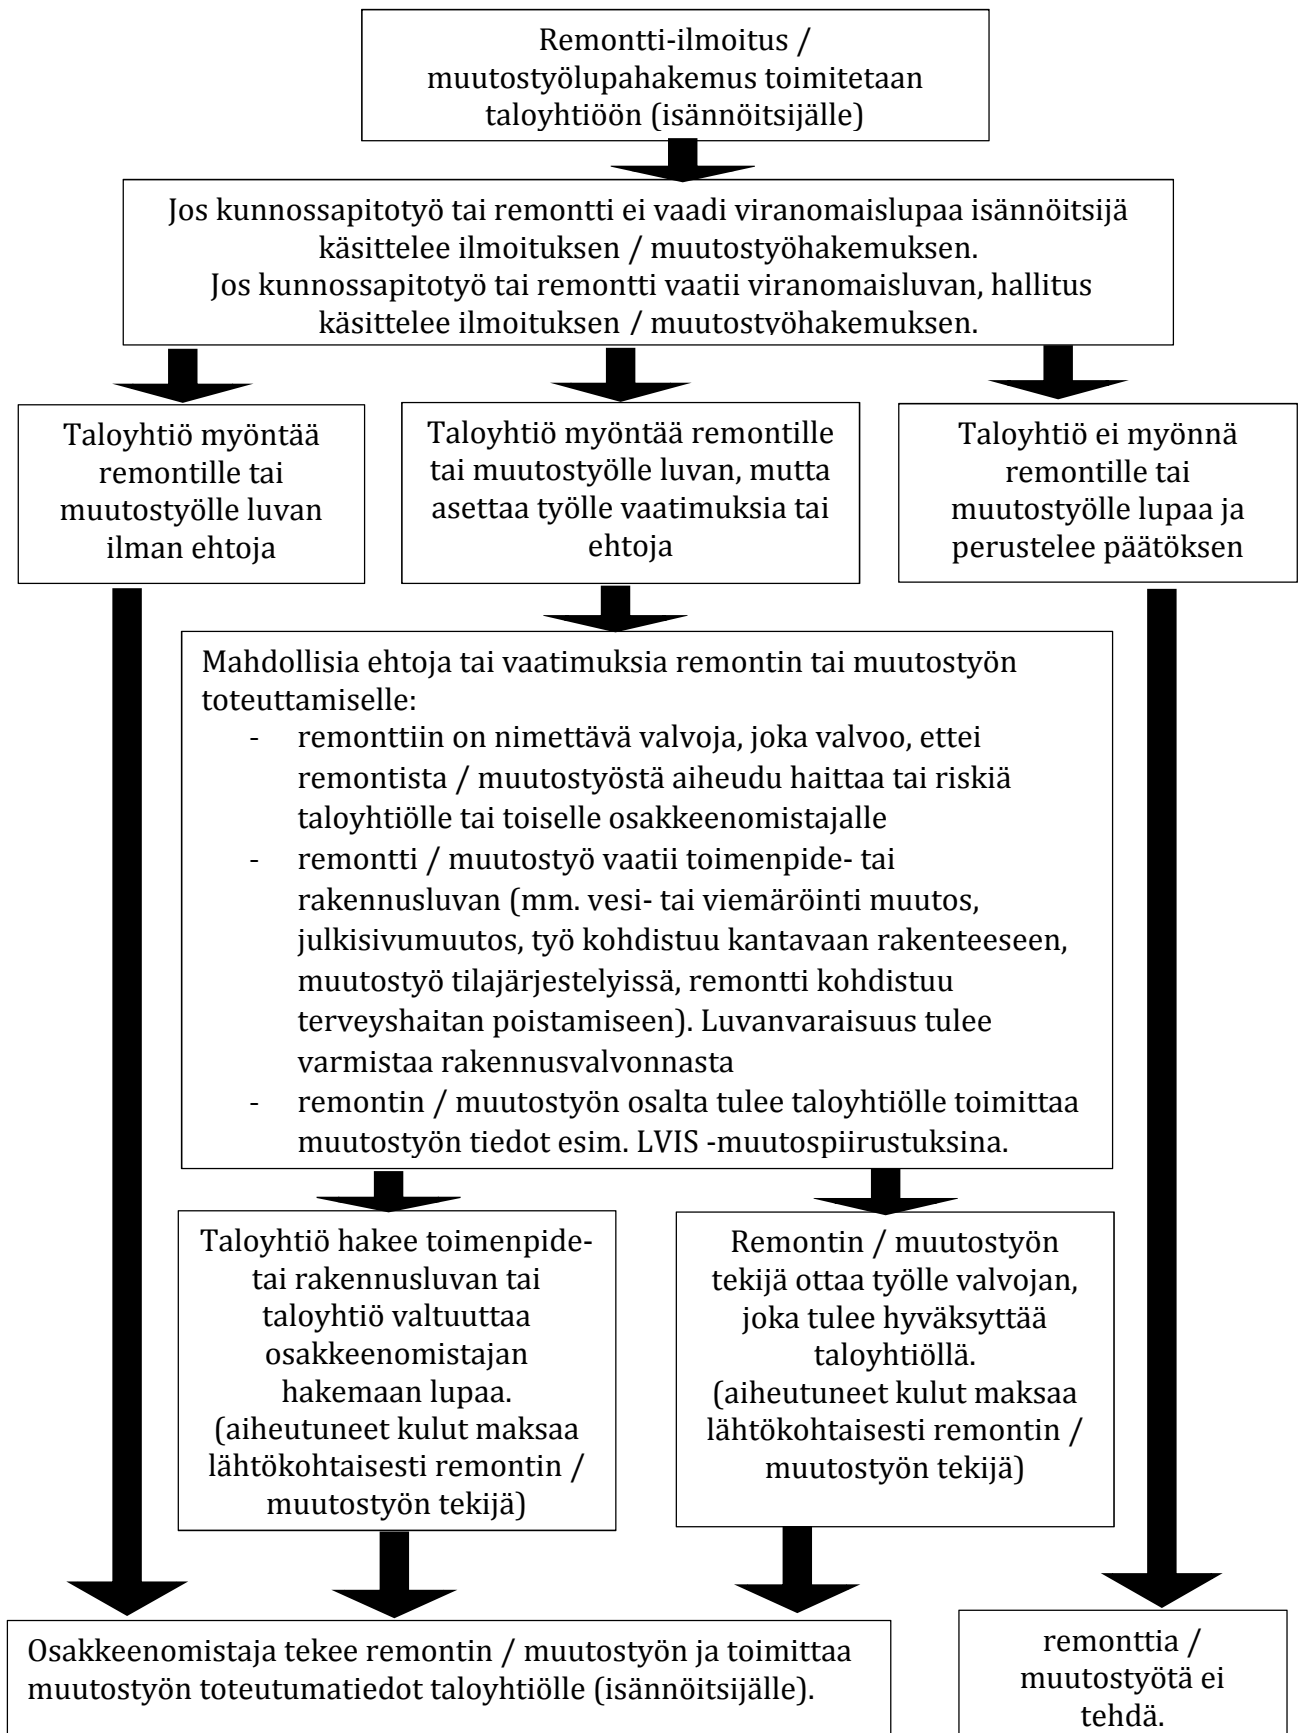 Remontti-ilmoitus /
muutostyölupahakemus toimitetaan
taloyhtiöön (isännöitsijälle)
Jos kunnossapitotyö tai remontti ei vaadi viranomaislupaa isännöitsijä
käsittelee ilmoituksen / muutostyöhakemuksen.
Jos kunnossapitotyö tai remontti vaatii viranomaisluvan, hallitus
käsittelee ilmoituksen / muutostyöhakemuksen.
Taloyhtiö myöntää
remontille tai
muutostyölle luvan
ilman ehtoja
Taloyhtiö myöntää remontille
tai muutostyölle luvan, mutta
asettaa työlle vaatimuksia tai
ehtoja
Taloyhtiö ei myönnä
remontille tai
muutostyölle lupaa ja
perustelee päätöksen
Mahdollisia ehtoja tai vaatimuksia remontin tai muutostyön
toteuttamiselle:
- remonttiin on nimettävä valvoja, joka valvoo, ettei
remontista / muutostyöstä aiheudu haittaa tai riskiä
taloyhtiölle tai toiselle osakkeenomistajalle
- remontti / muutostyö vaatii toimenpide- tai
rakennusluvan (mm. vesi- tai viemäröinti muutos,
julkisivumuutos, työ kohdistuu kantavaan rakenteeseen,
muutostyö tilajärjestelyissä, remontti kohdistuu
terveyshaitan poistamiseen). Luvanvaraisuus tulee
varmistaa rakennusvalvonnasta
- remontin / muutostyön osalta tulee taloyhtiölle toimittaa
muutostyön tiedot esim. LVIS -muutospiirustuksina.
Taloyhtiö hakee toimenpide-
tai rakennusluvan tai
taloyhtiö valtuuttaa
osakkeenomistajan
hakemaan lupaa.
(aiheutuneet kulut maksaa
lähtökohtaisesti remontin /
muutostyön tekijä)
Remontin / muutostyön
tekijä ottaa työlle valvojan,
joka tulee hyväksyttää
taloyhtiöllä.
(aiheutuneet kulut maksaa
lähtökohtaisesti remontin /
muutostyön tekijä)
Osakkeenomistaja tekee remontin / muutostyön ja toimittaa
muutostyön toteutumatiedot taloyhtiölle (isännöitsijälle).
remonttia /
muutostyötä ei
tehdä.